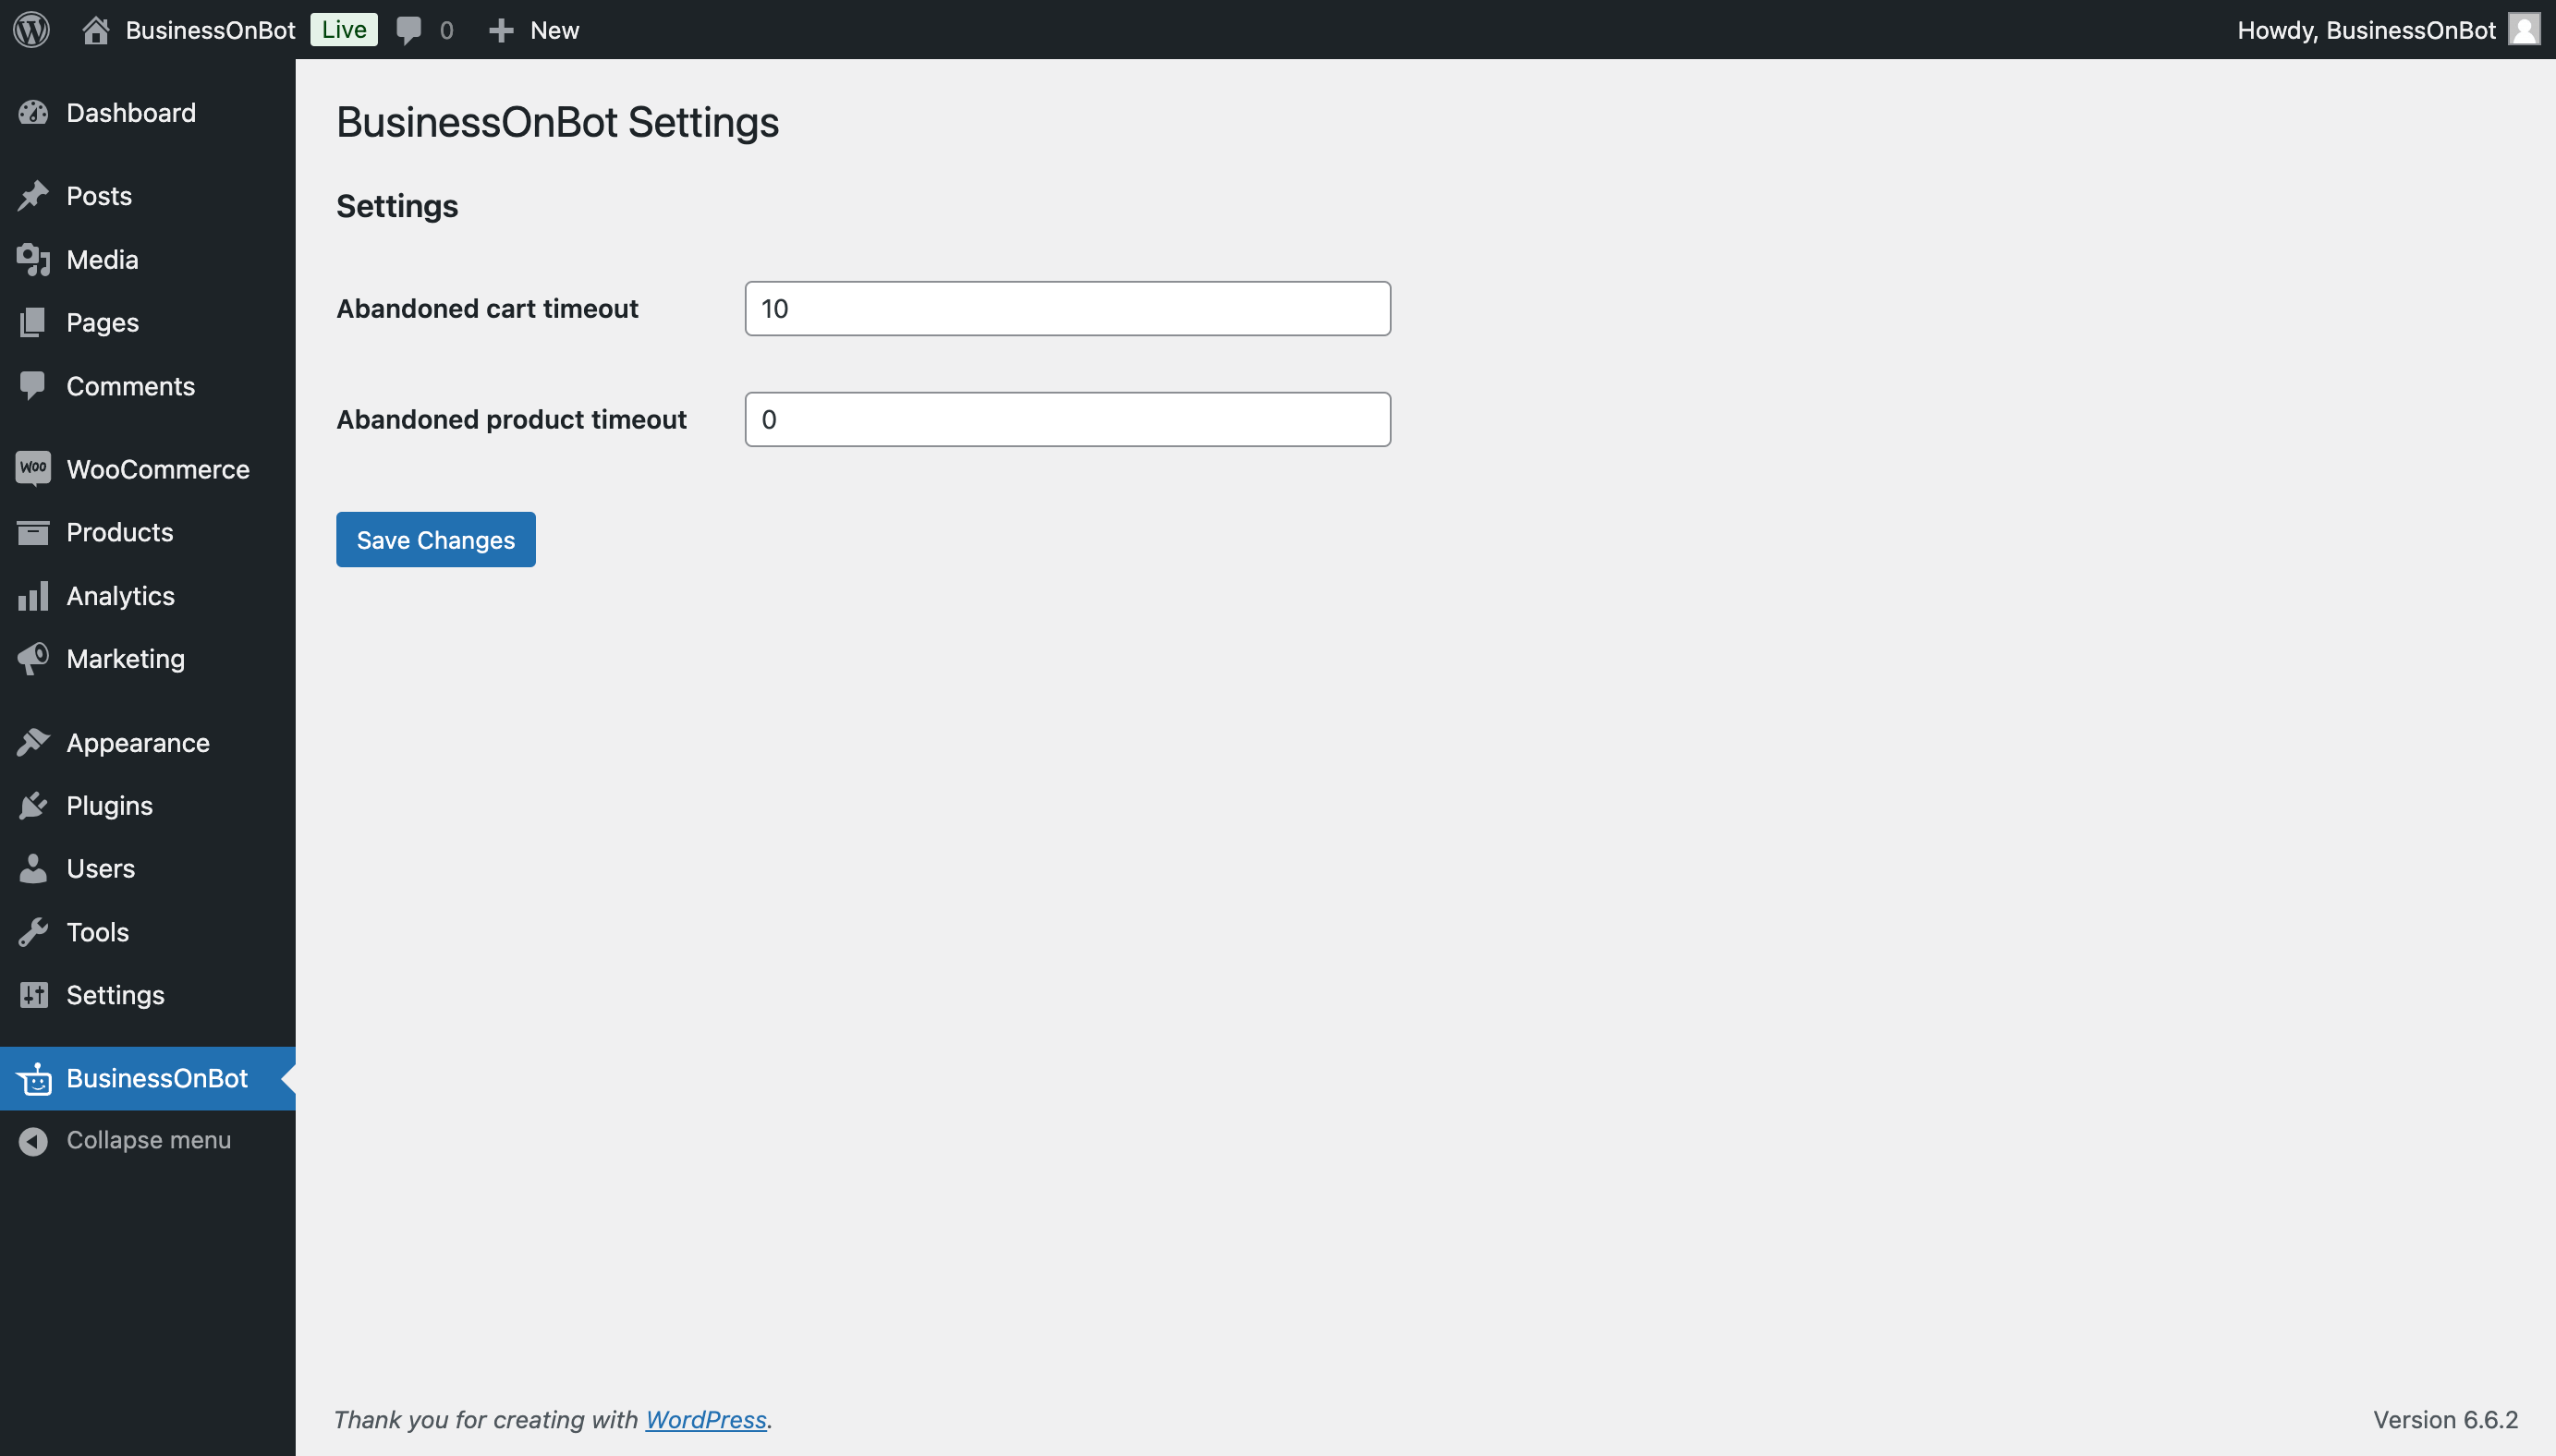 BusinessOnBot Live 0 New Howdy, BusinessOnBot
Dashboard
Posts
Media
Pages
Comments
Woo WooCommerce
Products
Analytics
Marketing
Appearance
Plugins
Users
Tools
Settings
BusinessOnBot
Collapse menu
BusinessOnBot Settings
Settings
Abandoned cart timeout 10
Abandoned product timeout 0
Save Changes
Thank you for creating with WordPress. Version 6.6.2